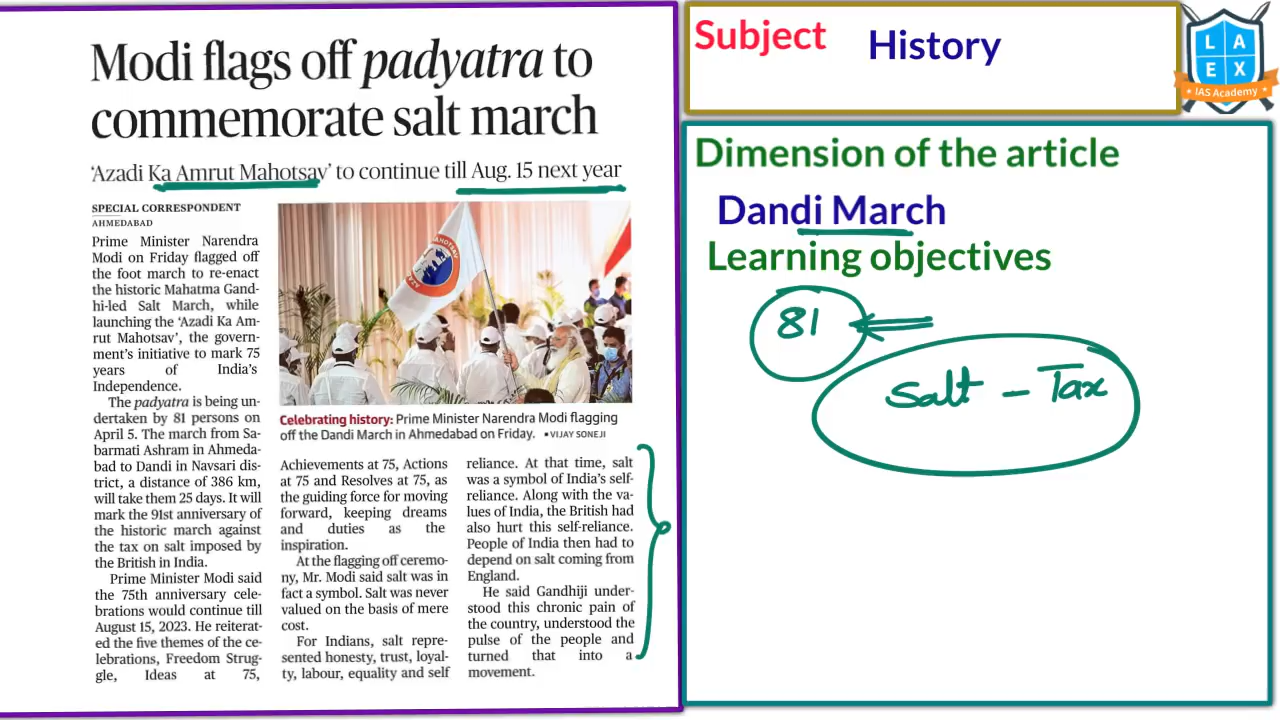 Modi flags off padyatra to
commemorate salt march
‘Azadi Ka Amrut Mahotsav’ to continue till Aug. 15 next year
SPECIAL CORRESPONDENT
AHMEDABAD
Prime Minister Narendra
Modi on Friday flagged off
the foot march to re-enact
the historic Mahatma Gand-
hi-led Salt March, while
launching the ‘Azadi Ka Am-
rut Mahotsav’, the govern-
ment’s initiative to mark 75
years of India’s
Independence.
The padyatra is being un-
dertaken by 81 persons on
April 5. The march from Sa-
barmati Ashram in Ahmeda-
bad to Dandi in Navsari dis-
trict, a distance of 386 km,
will take them 25 days. It will
mark the 91st anniversary of
the historic march against
the tax on salt imposed by
the British in India.
Prime Minister Modi said
the 75th anniversary cele-
brations would continue till
August 15, 2023. He reiterat-
ed the five themes of the ce-
lebrations, Freedom Strug-
gle, Ideas at 75,
MAHOTSAV
Celebrating history: Prime Minister Narendra Modi flagging
off the Dandi March in Ahmedabad on Friday. ▪ VIJAY SONEJI
Achievements at 75, Actions
at 75 and Resolves at 75, as
the guiding force for moving
forward, keeping dreams
and duties as the
inspiration.
At the flagging off ceremo-
ny, Mr. Modi said salt was in
fact a symbol. Salt was never
valued on the basis of mere
cost.
For Indians, salt repre-
sented honesty, trust, loyal-
ty, labour, equality and self
reliance. At that time, salt
was a symbol of India’s self-
reliance. Along with the va-
lues of India, the British had
also hurt this self-reliance.
People of India then had to
depend on salt coming from
England.
He said Gandhiji under-
stood this chronic pain of
the country, understood the
pulse of the people and
turned that into a
movement.
Subject History
L A
E X
IAS Academy
Dimension of the article
Dandi March
Learning objectives
81
Salt - Tax